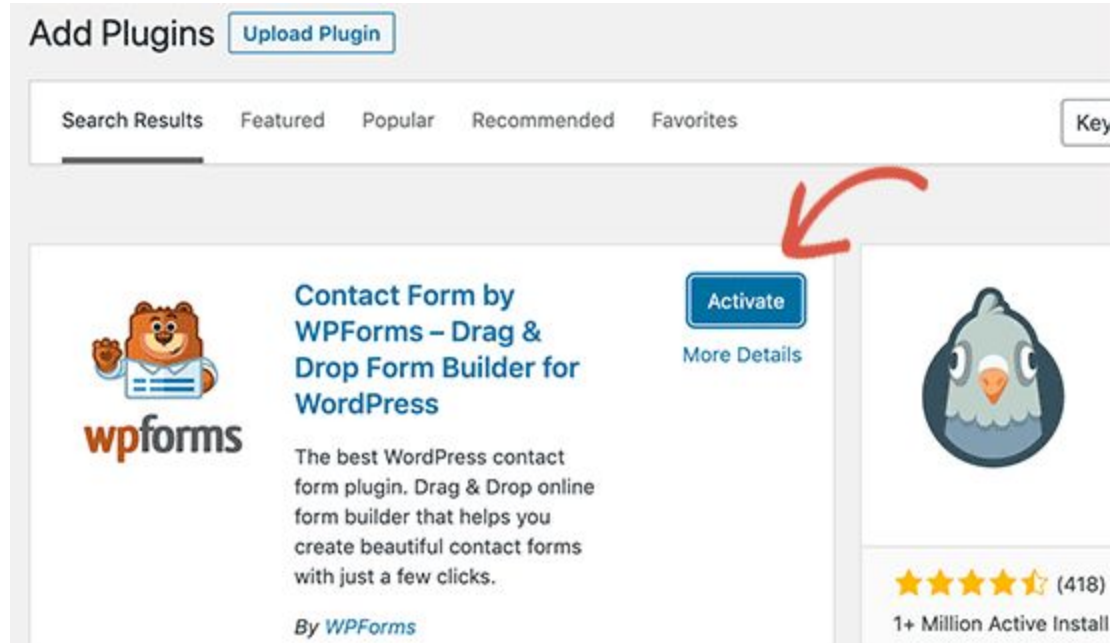 Add Plugins Upload Plugin
Search Results Featured Popular Recommended Favorites
Key
Contact Form by
WPForms – Drag &
Drop Form Builder for
WordPress
Activate
More Details
wpforms
The best WordPress contact
form plugin. Drag & Drop online
form builder that helps you
create beautiful contact forms
with just a few clicks.
By WPForms
(418)
1+ Million Active Install